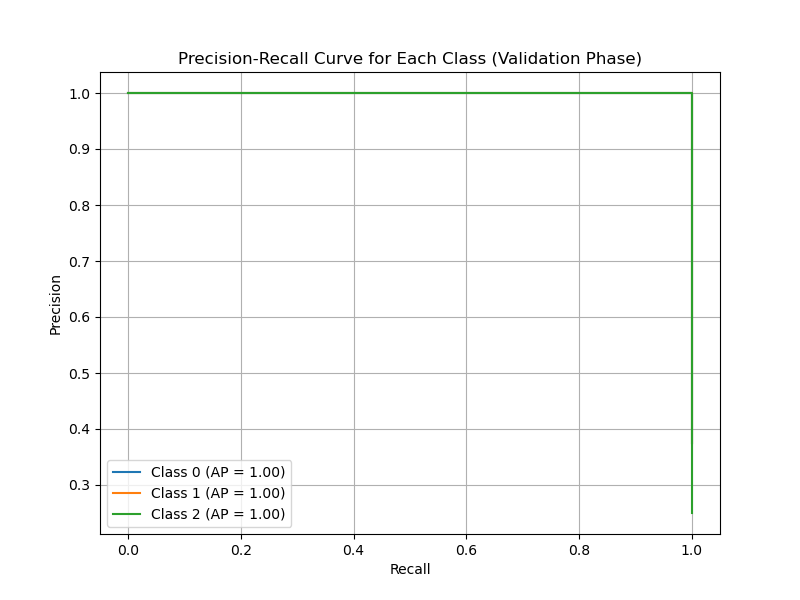 Precision-Recall Curve for Each Class (Validation Phase)
1.0
0.9
0.8
0.7
0.6
0.5
0.4
0.3
Precision
Class 0 (AP = 1.00)
Class 1 (AP = 1.00)
Class 2 (AP = 1.00)
0.0 0.2 0.4 0.6 0.8 1.0
Recall